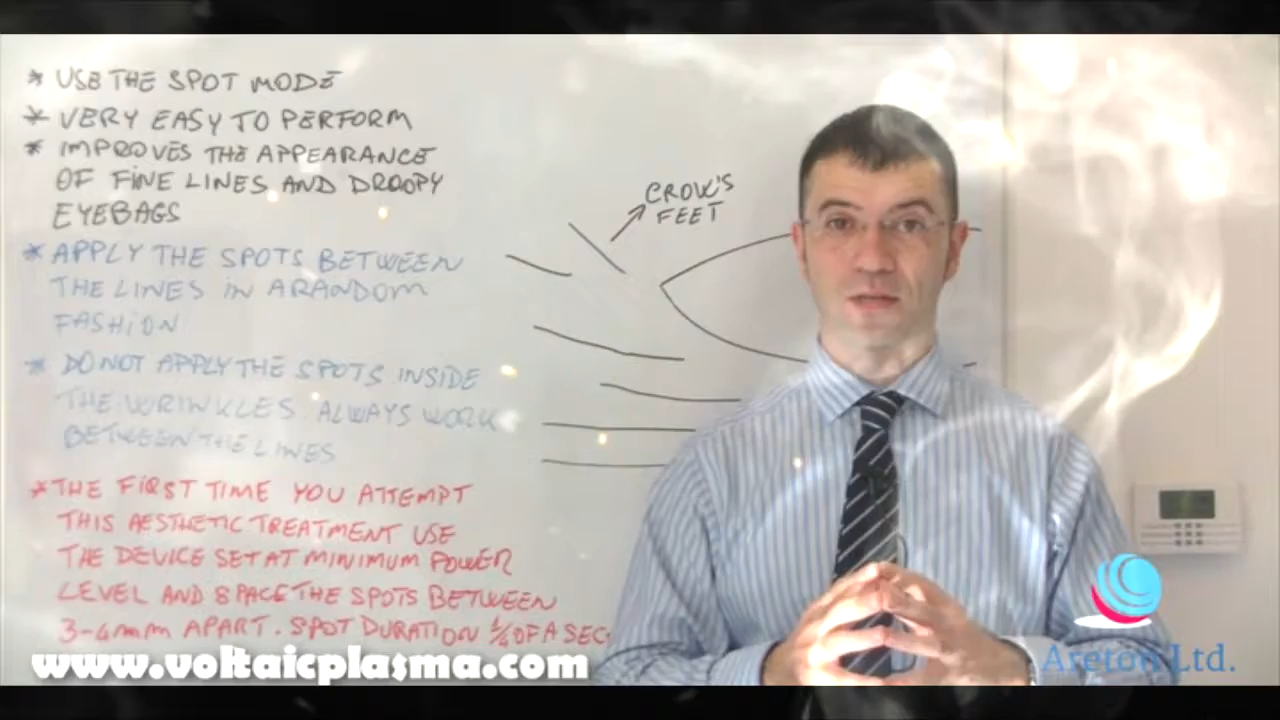 * USE THE SPOT MODE
* VERY EASY TO PERFORM
* IMPROVES THE APPEARANCE
OF FINE LINES AND DROOPY
EYEBAGS
* APPLY THE SPOTS BETWEEN
THE LINES IN A RANDOM
FASHION
* DO NOT APPLY THE SPOTS INSIDE
THE WRINKLES. ALWAYS WORK
BETWEEN THE LINES
* THE FIRST TIME YOU ATTEMPT
THIS AESTHETIC TREATMENT USE
THE DEVICE SET AT MINIMUM POWER
LEVEL AND SPACE THE SPOTS BETWEEN
3-4mm APART. SPOT DURATION OF A SEC
CROW'S
FEET
www.voltaicplasma.com
Areton Ltd.